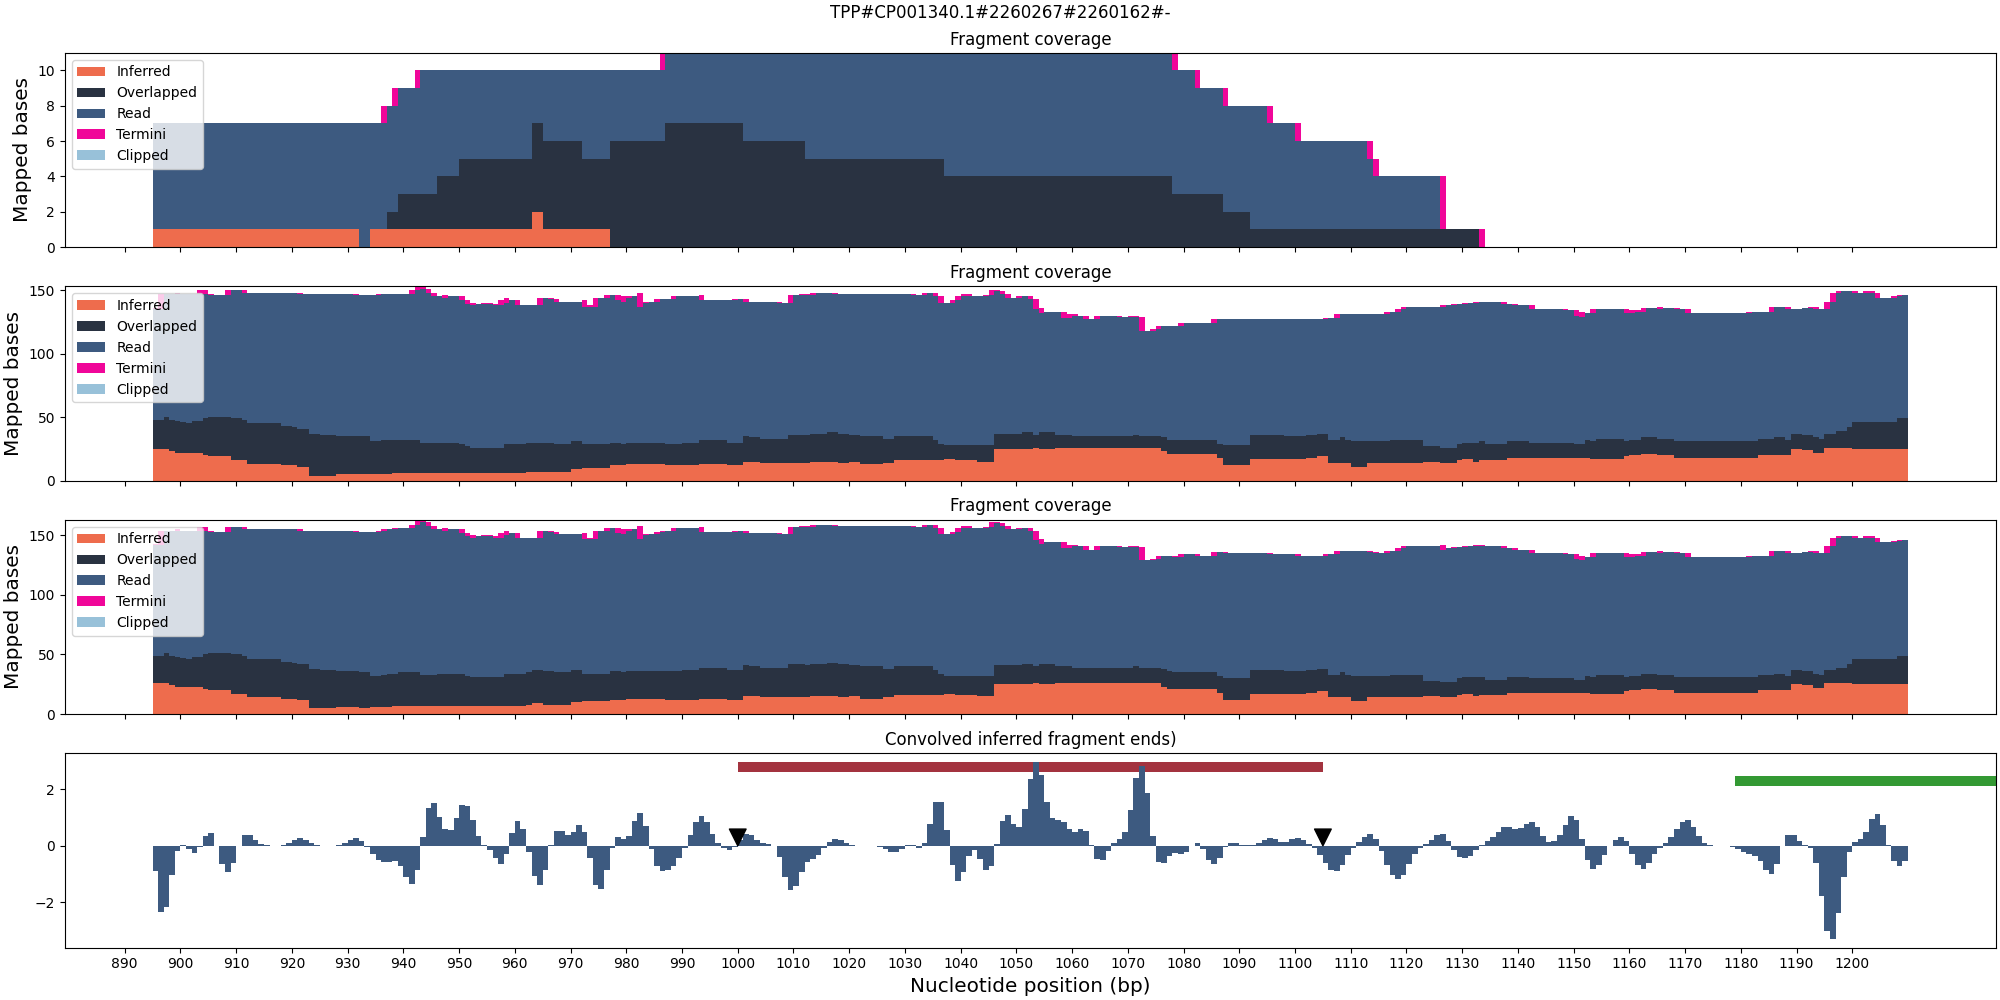 TPP#CP001340.1#2260267#2260162#-
Fragment coverage
Mapped bases
10
8
6
4
2
0
Inferred
Overlapped
Read
Termini
Clipped
Fragment coverage
Mapped bases
150
100
50
0
Inferred
Overlapped
Read
Termini
Clipped
Fragment coverage
Mapped bases
150
100
50
0
Inferred
Overlapped
Read
Termini
Clipped
Convolved inferred fragment ends)
2
0
−2
890 900 910 920 930 940 950 960 970 980 990 1000 1010 1020 1030 1040 1050 1060 1070 1080 1090 1100 1110 1120 1130 1140 1150 1160 1170 1180 1190 1200
Nucleotide position (bp)